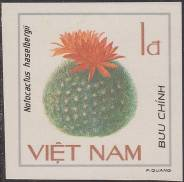 Notocactus haselbergii
1đ
BƯU CHÍNH
VIỆT NAM
P.QUANG